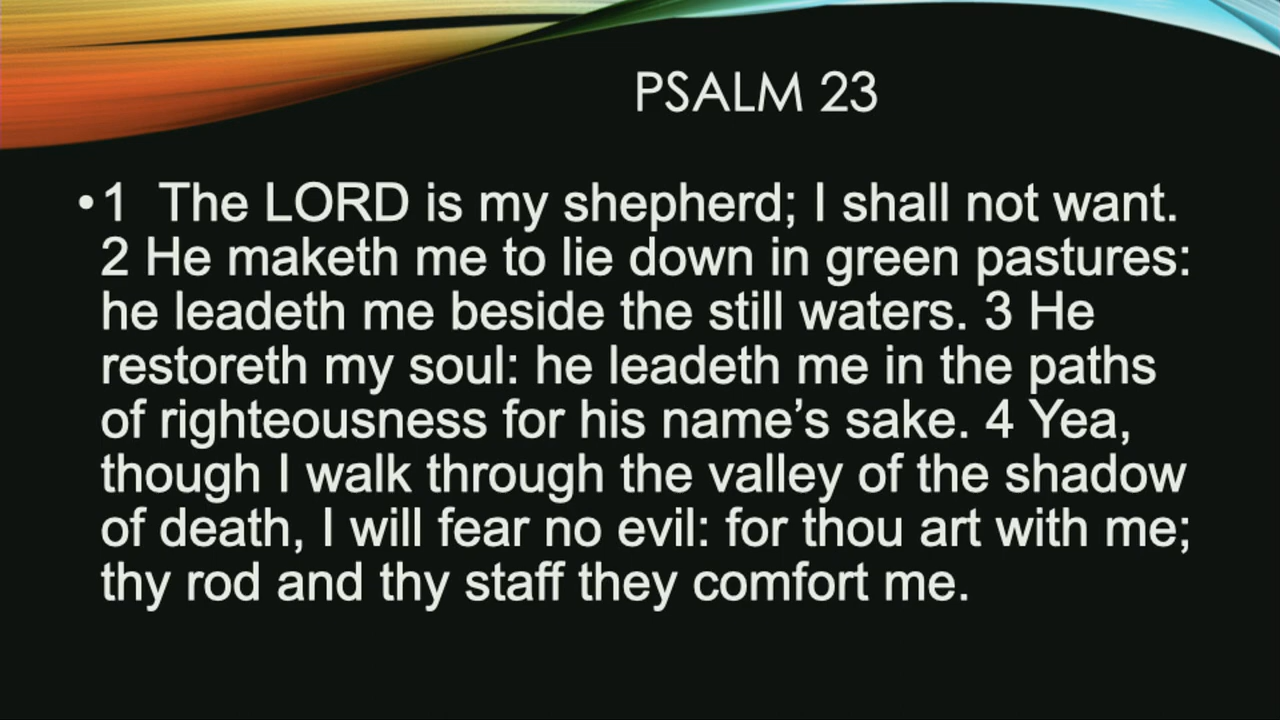 PSALM 23
•1  The LORD is my shepherd; I shall not want.
2 He maketh me to lie down in green pastures:
he leadeth me beside the still waters. 3 He
restoreth my soul: he leadeth me in the paths
of righteousness for his name’s sake. 4 Yea,
though I walk through the valley of the shadow
of death, I will fear no evil: for thou art with me;
thy rod and thy staff they comfort me.